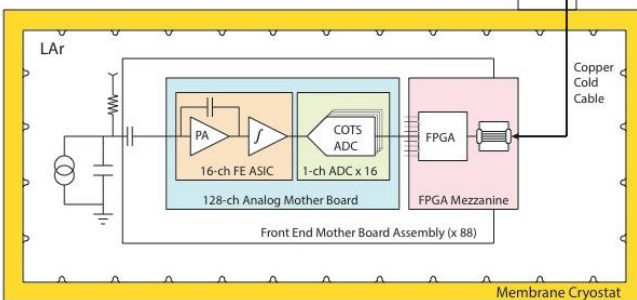 LAr
Copper
Cold
Cable
PA
∫
COTS
ADC
FPGA
16-ch FE ASIC
1-ch ADC x 16
128-ch Analog Mother Board
FPGA Mezzanine
Front End Mother Board Assembly (x 88)
Membrane Cryostat